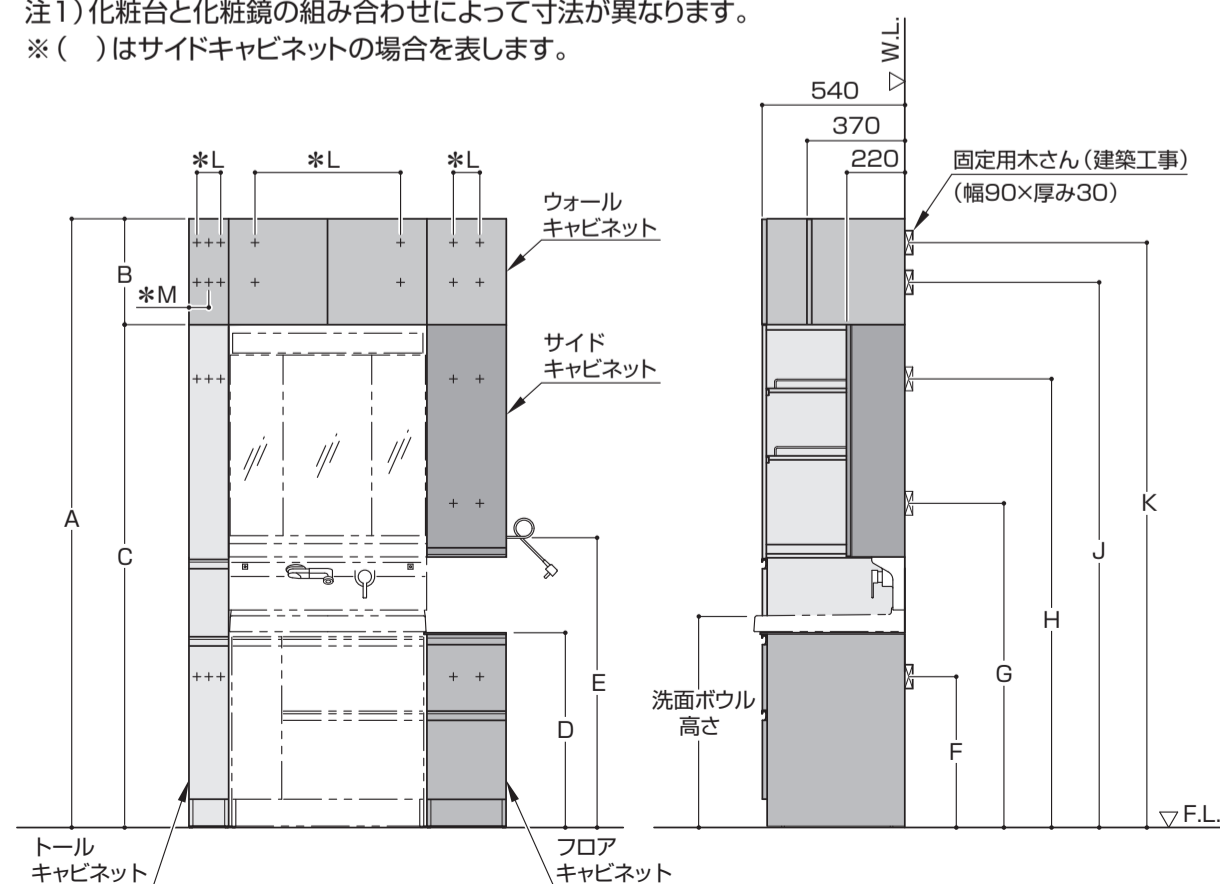 注1)化粧台と化粧鏡の組み合わせによって寸法が異なります。
※( )はサイドキャビネットの場合を表します。
W.L.
540
370
220
固定用木さん(建築工事)
(幅90×厚み30)
*L
*L
*L
ウォール
キャビネット
B
*M
サイド
キャビネット
A
C
K
J
H
E
G
D
洗面ボウル
高さ
F
F.L.
トール
キャビネット
フロア
キャビネット